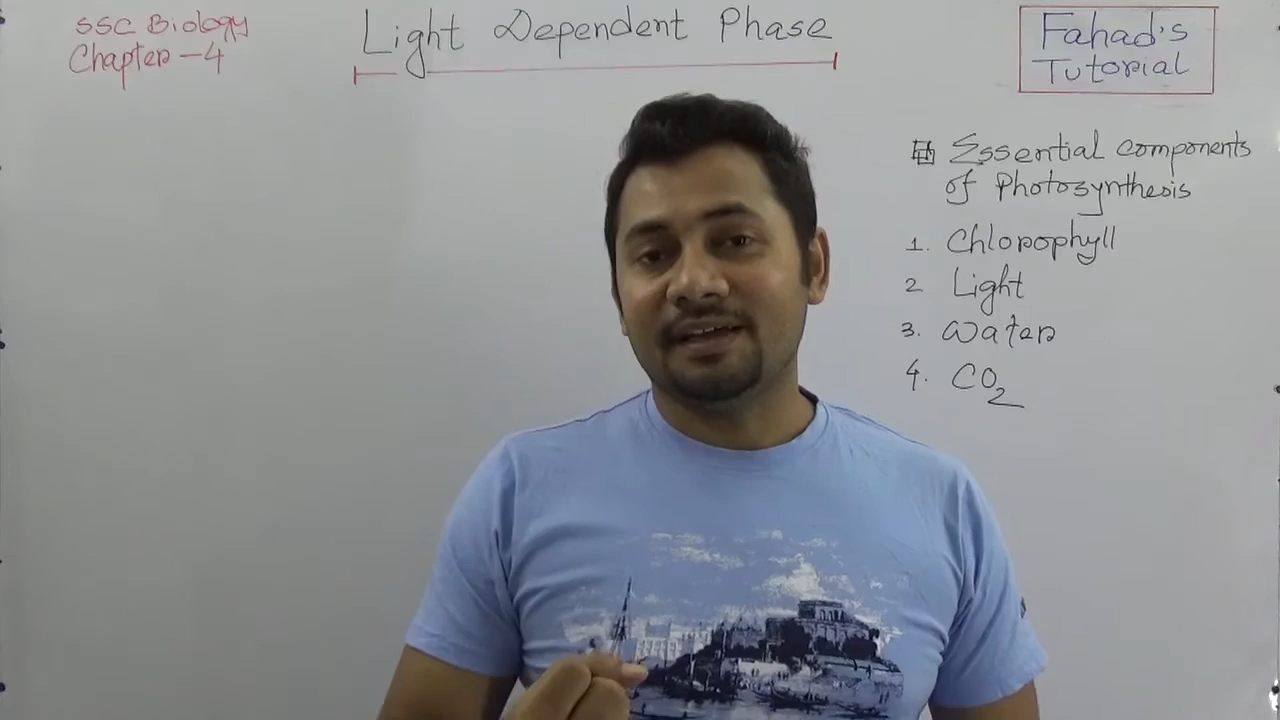 SSC Biology
Chapter-4
Light Dependent Phase
Fahad's
Tutorial
Essential components
of Photosynthesis
1. Chlorophyll
2 Light
3. Water
4. CO2